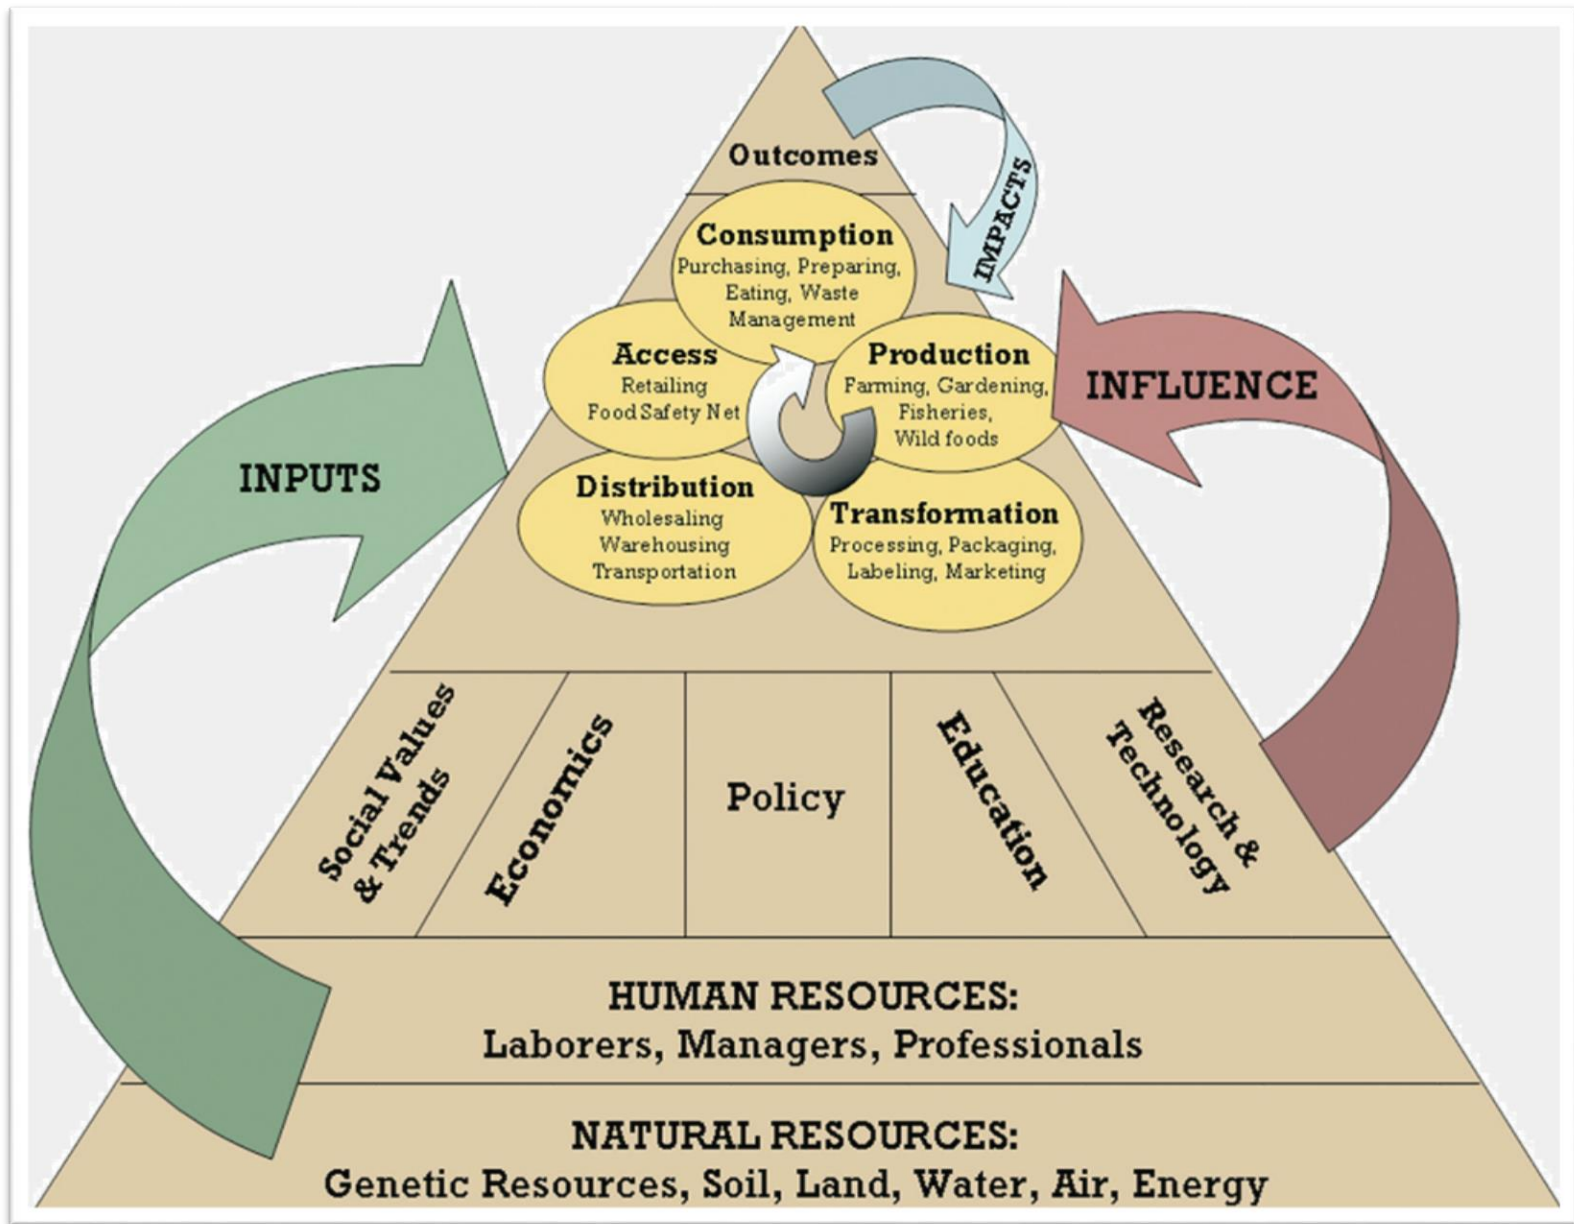 Outcomes
IMPACTS
Consumption
Purchasing, Preparing,
Eating, Waste
Management
Access
Retailing
Food Safety Net
Production
Farming, Gardening,
Fisheries,
Wild foods
INPUTS
INFLUENCE
Distribution
Wholesaling
Warehousing
Transportation
Transformation
Processing, Packaging,
Labeling, Marketing
Social Values
& Trends
Economics
Policy
Education
Research &
Technology
HUMAN RESOURCES:
Laborers, Managers, Professionals
NATURAL RESOURCES:
Genetic Resources, Soil, Land, Water, Air, Energy